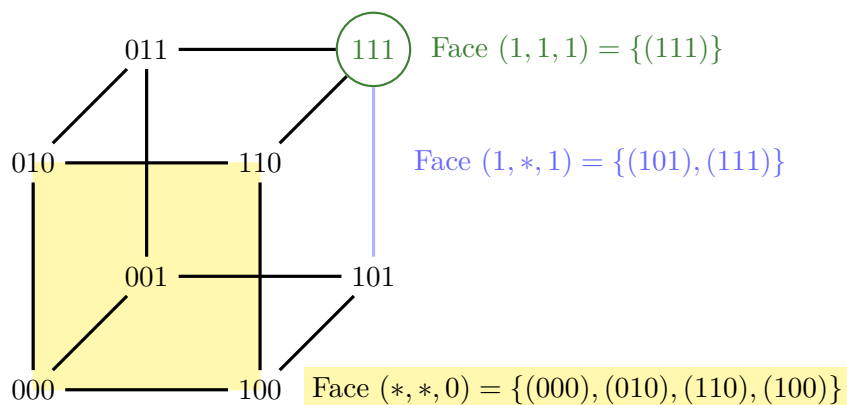 011 111 Face (1, 1, 1) = {(111)}
010 110 Face (1, ∗, 1) = {(101), (111)}
001 101
000 100 Face (∗, ∗, 0) = {(000), (010), (110), (100)}